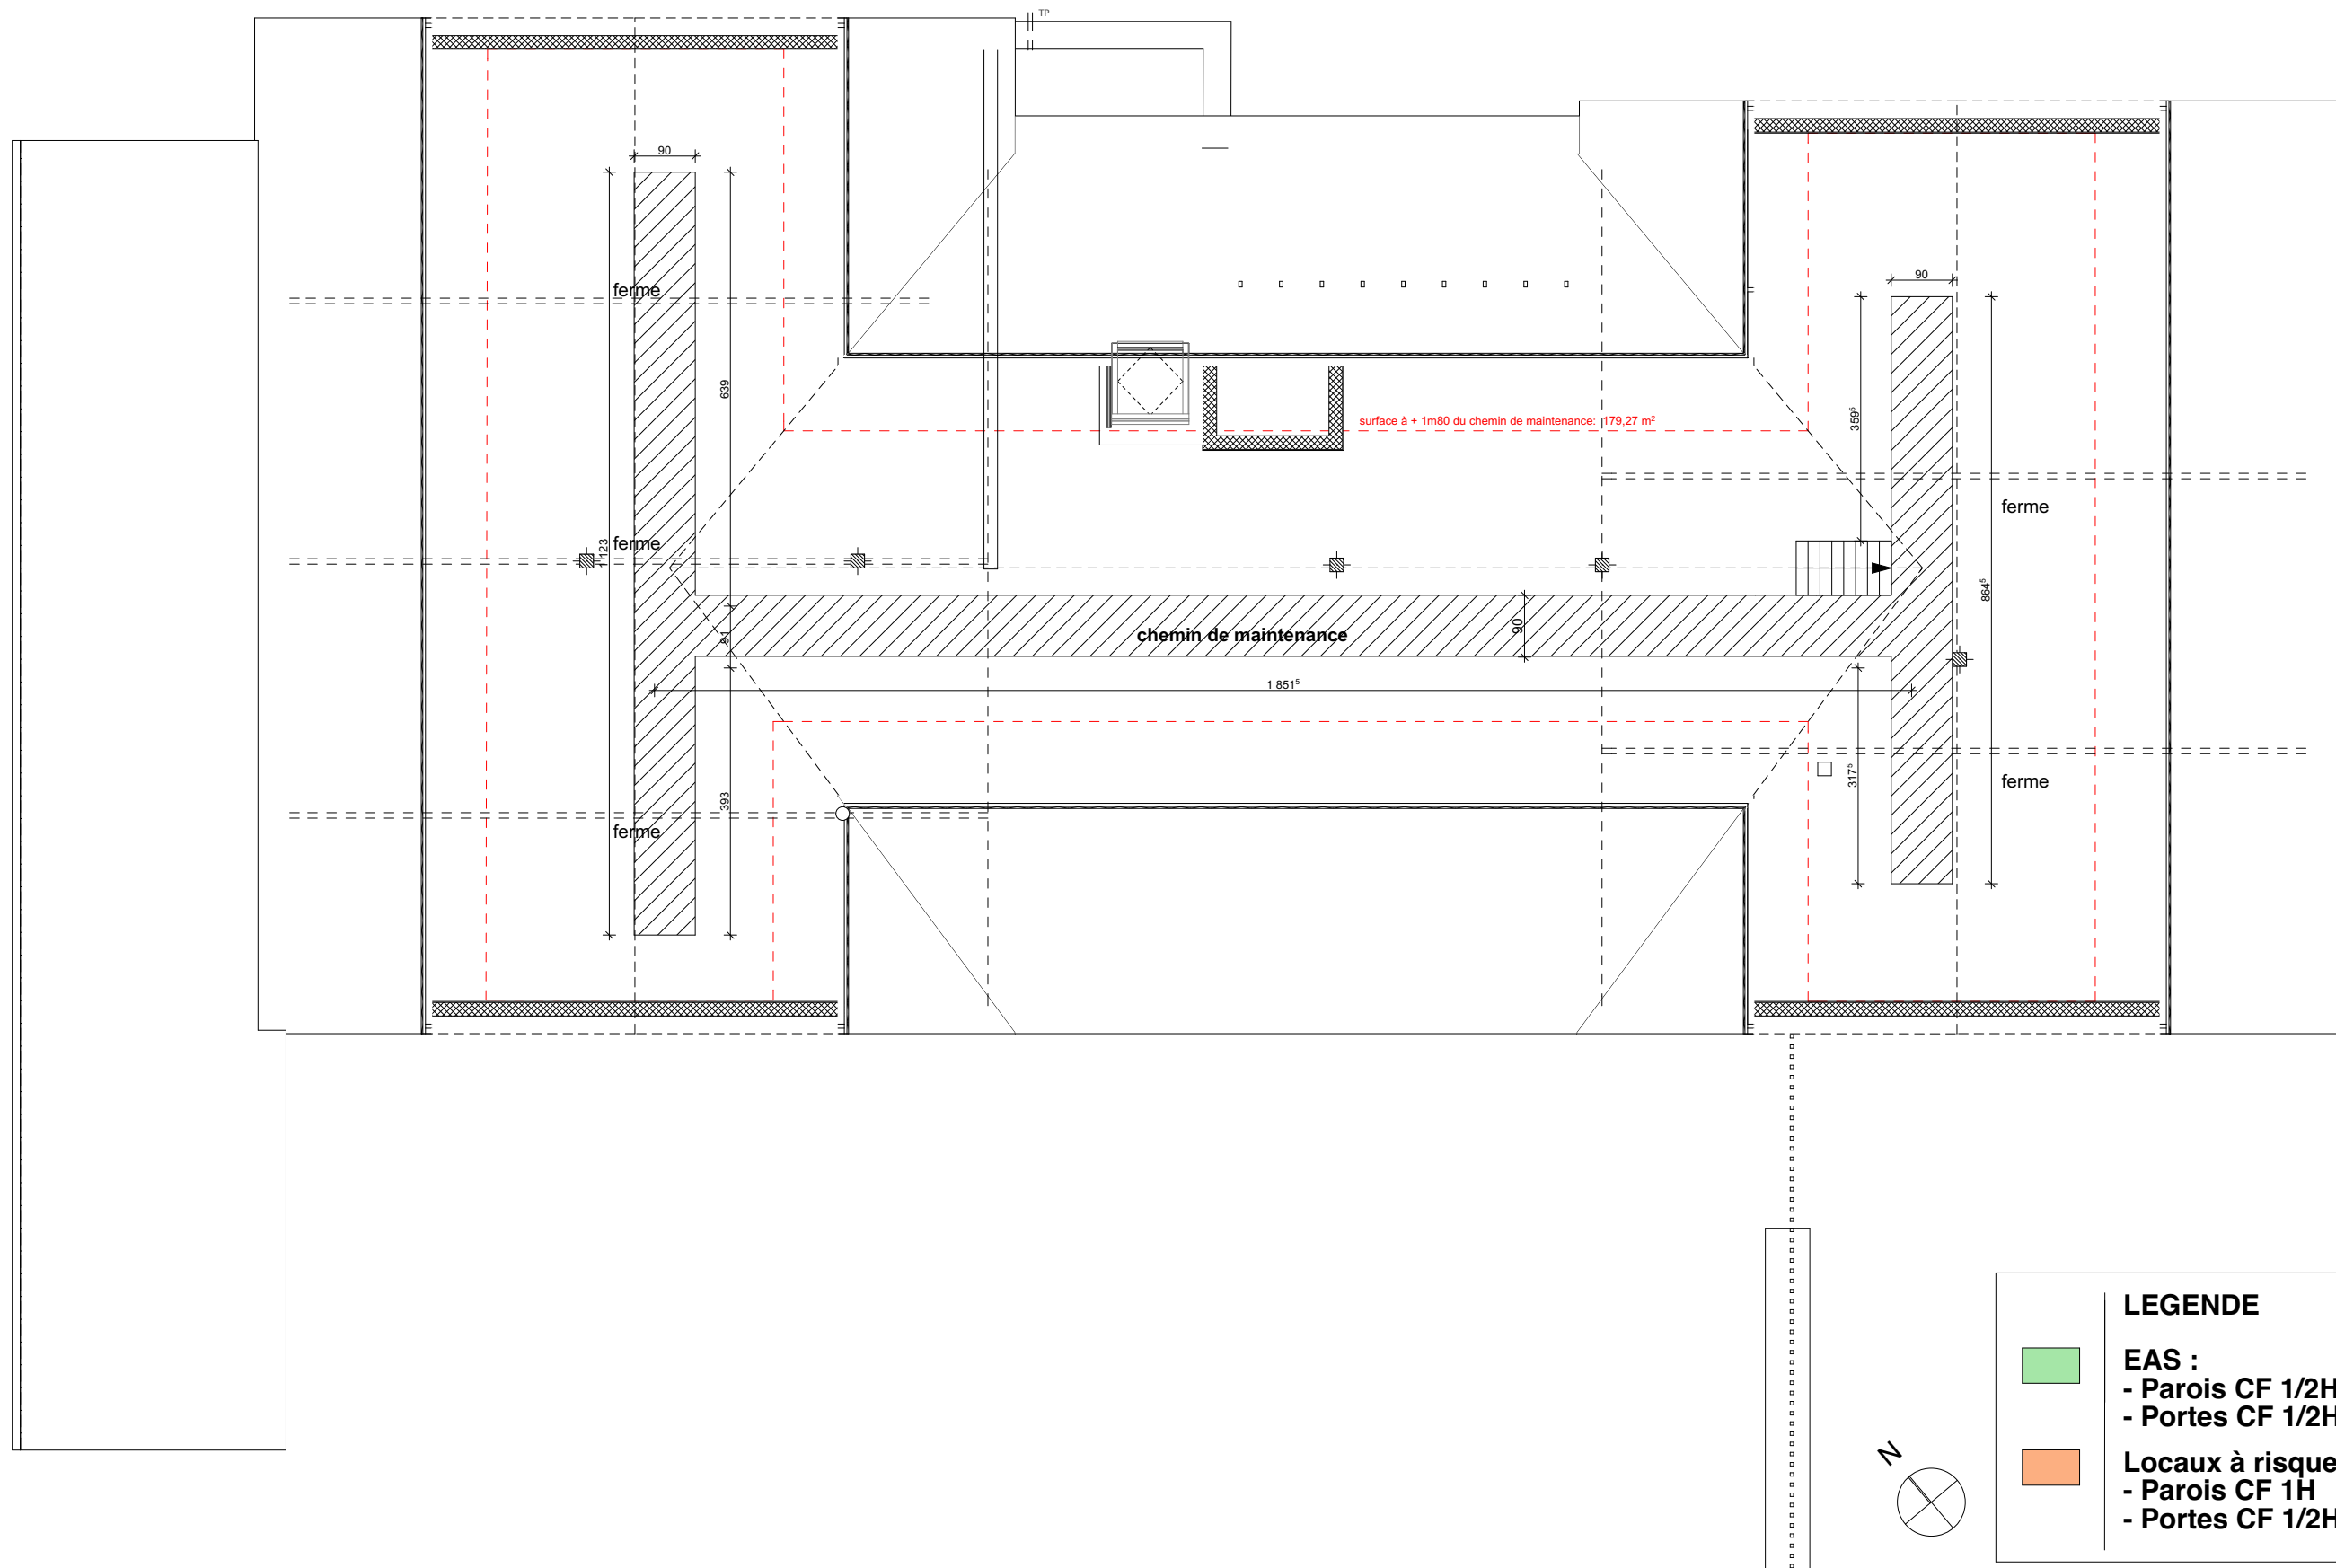 TP
90
90
ferme
639
359⁵
surface à + 1m80 du chemin de maintenance: 179,27 m²
ferme
ferme
1 123
864⁵
81
chemin de maintenance
90
1 851⁵
317⁵
ferme
393
ferme
LEGENDE
EAS :
- Parois CF 1/2H
- Portes CF 1/2H
N
Locaux à risque
- Parois CF 1H
- Portes CF 1/2H